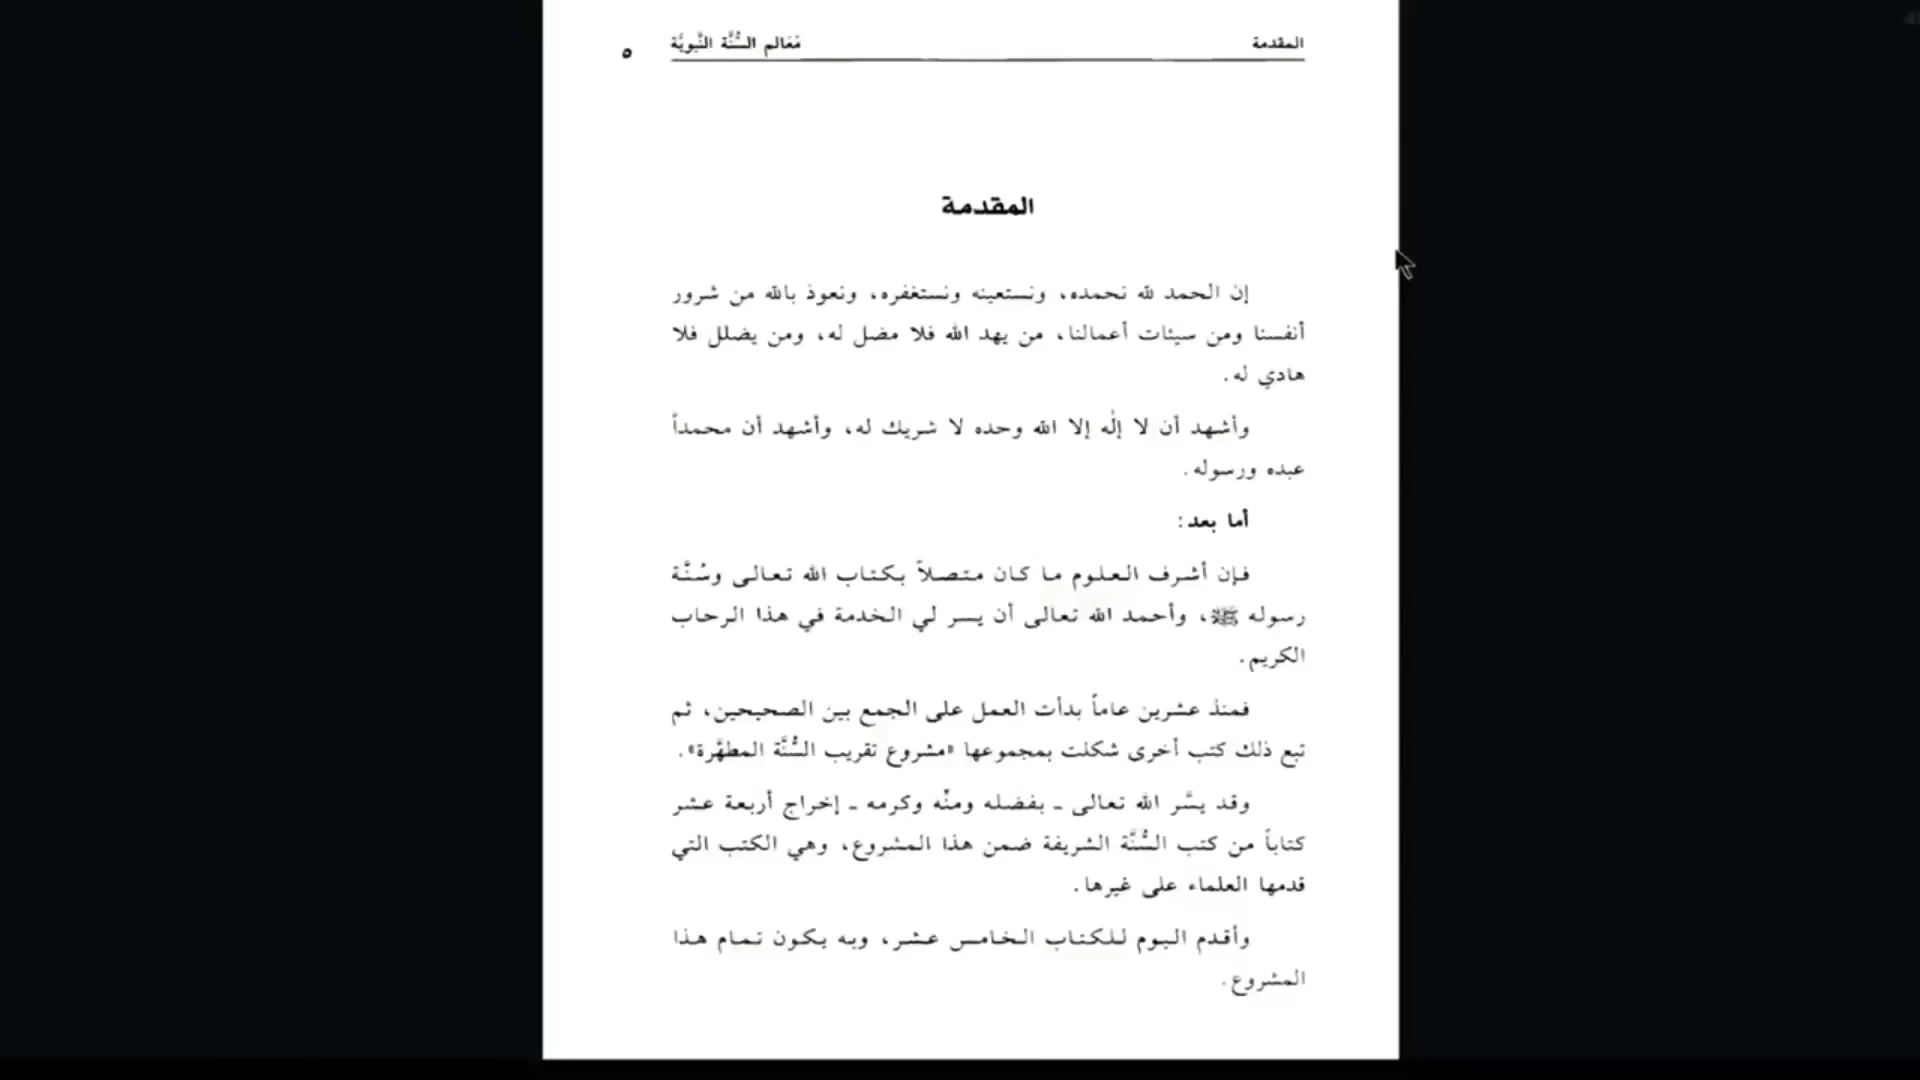 المقدمة
مَعَالم السُّنَّة النَّبويَّة
٥
المقدمة
إن الحمد لله نحمده، ونستعينه ونستغفره، ونعوذ بالله من شرور
أنفسنا ومن سيئات أعمالنا، من يهد الله فلا مضل له، ومن يضلل فلا
هادي له.
وأشهد أن لا إلٰه إلا الله وحده لا شريك له، وأشهد أن محمداً
عبده ورسوله.
أما بعد:
فإن أشرف العلوم ما كان متصلاً بكتاب الله تعالى وسُنَّة
رسوله ﷺ، وأحمد الله تعالى أن يسر لي الخدمة في هذا الرحاب
الكريم.
فمنذ عشرين عاماً بدأت العمل على الجمع بين الصحيحين، ثم
تبع ذلك كتب أخرى شكلت بمجموعها «مشروع تقريب السُّنَّة المطهَّرة».
وقد يسَّر الله تعالى ـ بفضله ومنِّه وكرمه ـ إخراج أربعة عشر
كتاباً من كتب السُّنَّة الشريفة ضمن هذا المشروع، وهي الكتب التي
قدمها العلماء على غيرها.
وأقدم اليوم للكتاب الخامس عشر، وبه يكون تمام هذا
المشروع.